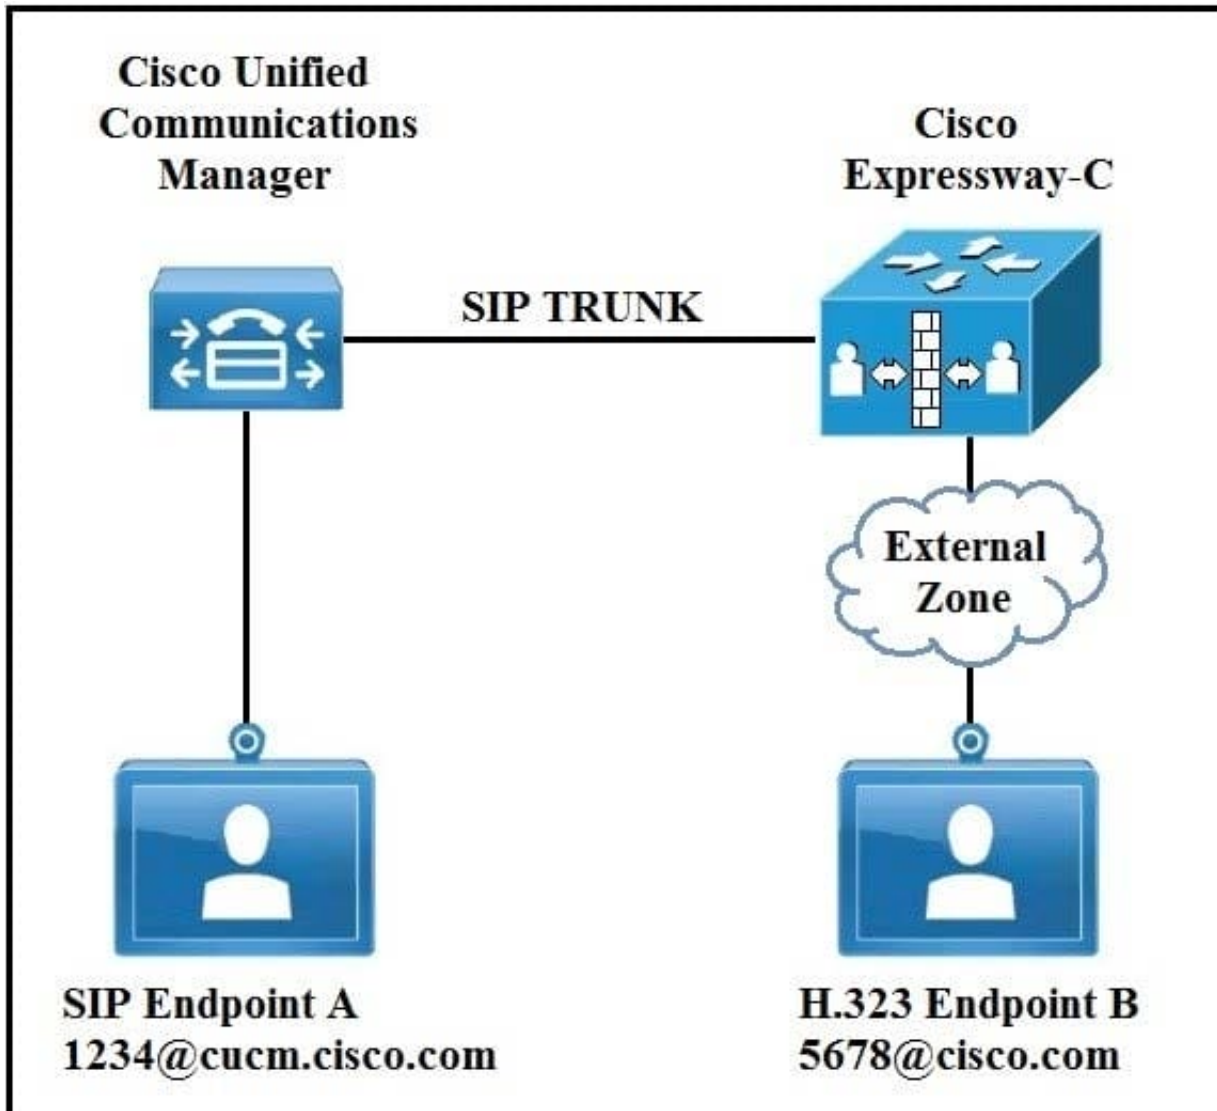 Cisco Unified
Communications
Manager
Cisco
Expressway-C
SIP TRUNK
External
Zone
SIP Endpoint A
1234@cucm.cisco.com
H.323 Endpoint B
5678@cisco.com